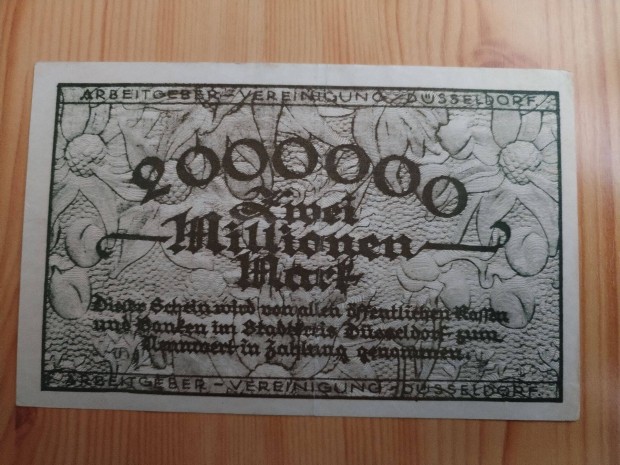 ARBEITGEBER-VEREINIGUNG/DÜSSELDORF.
2000000
Zwei
Millionen
Mark
Dieser Schein wird von allen öffentlichen Kassen
und Banken im Stadtkreis Düsseldorf zum
Nennwert in Zahlung genommen.
ARBEITGEBER-VEREINIGUNG/DÜSSELDORF.